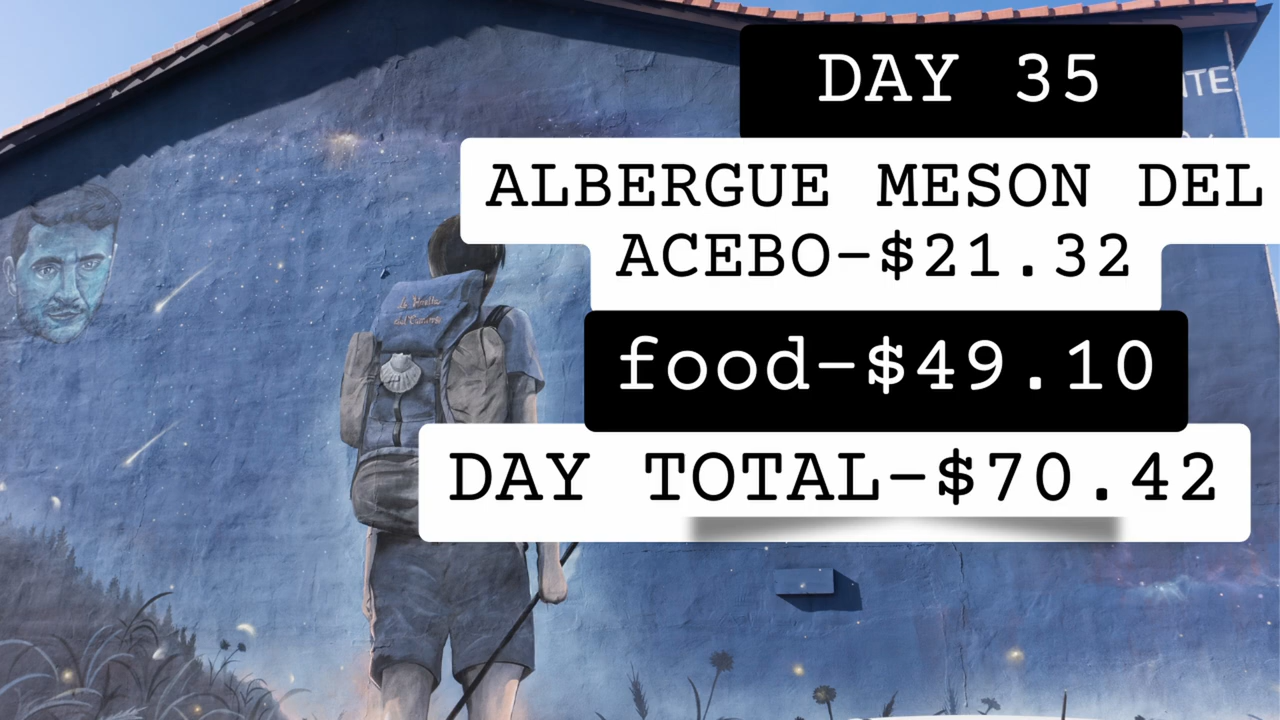 DAY 35
ALBERGUE MESON DEL
ACEBO-$21.32
food-$49.10
DAY TOTAL-$70.42